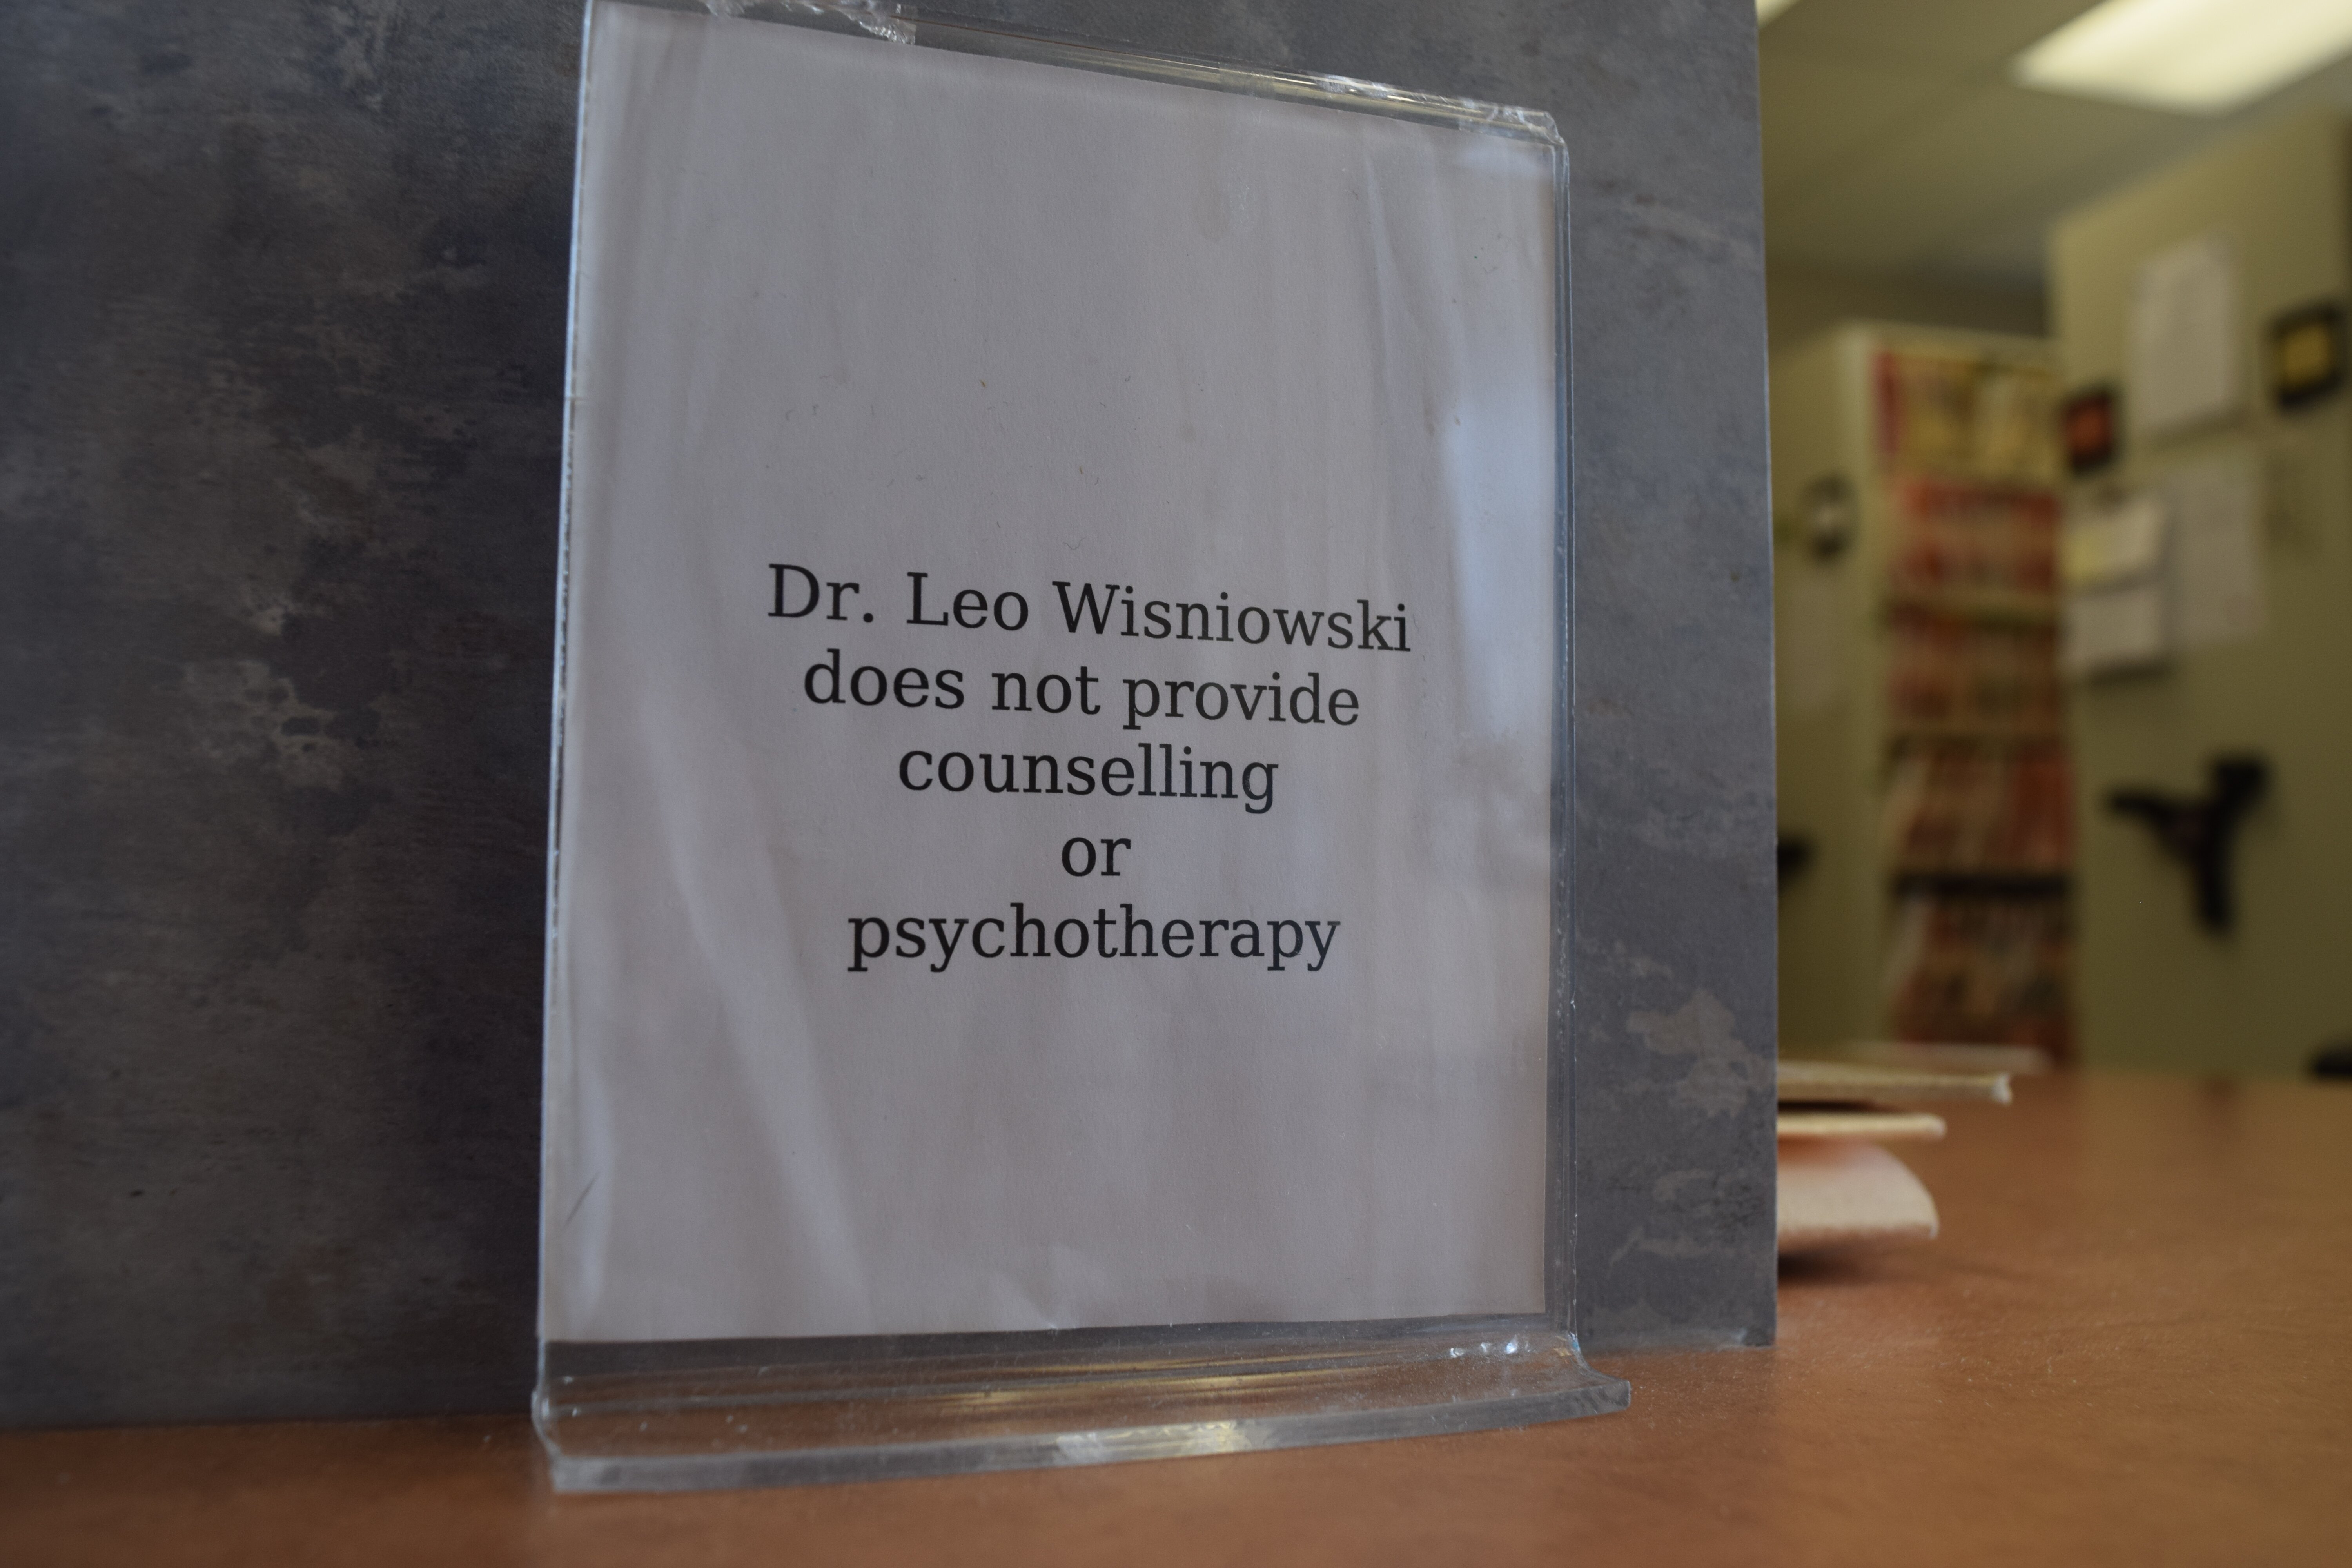 Dr. Leo Wisniowski
does not provide
counselling
or
psychotherapy